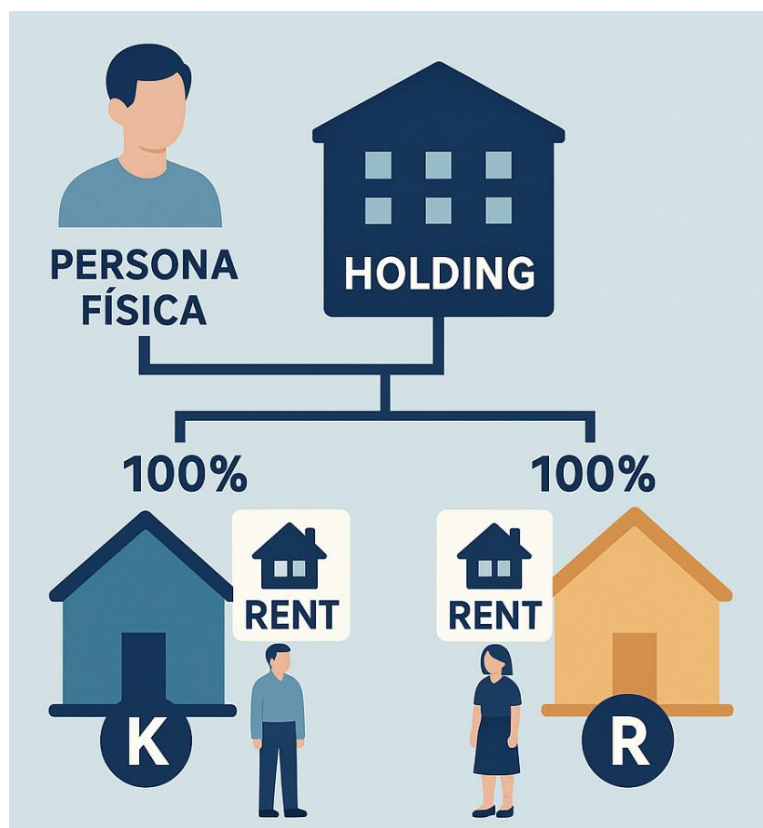 PERSONA
FÍSICA
HOLDING
100%
100%
RENT
RENT
K
R